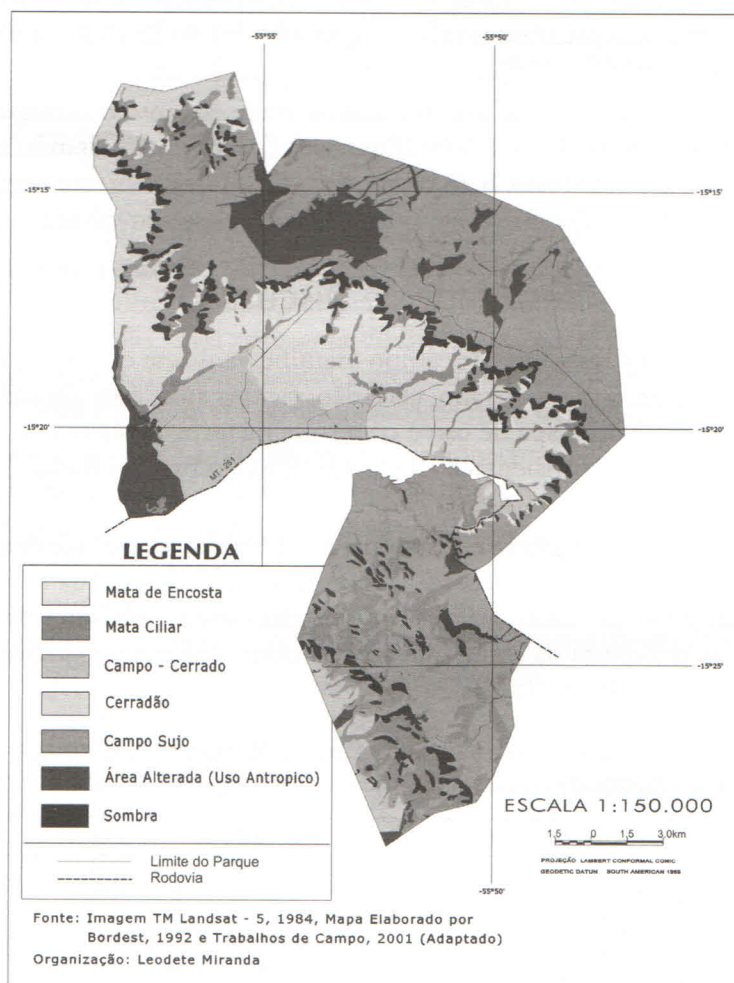 -55°55' -55°50'
-15°15' -15°15'
-15°20' -15°20'
MT - 251
LEGENDA
Mata de Encosta
Mata Ciliar
Campo - Cerrado
Cerradão
Campo Sujo
Área Alterada (Uso Antropico)
Sombra
Limite do Parque
Rodovia
-15°25'
ESCALA 1:150.000
1,5 0 1,5 3,0km
PROJEÇÃO LAMBERT CONFORMAL CONIC
GEODETIC DATUN SOUTH AMERICAN 1969
-55°50'
Fonte: Imagem TM Landsat - 5, 1984, Mapa Elaborado por
Bordest, 1992 e Trabalhos de Campo, 2001 (Adaptado)
Organização: Leodete Miranda